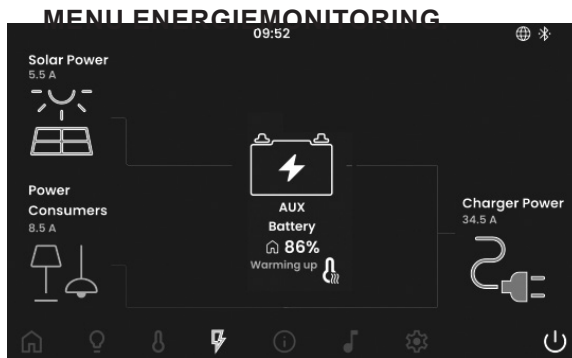 MENU ENERGIEMONITORING
09:52
Solar Power
5.5 A
Power
Consumers
8.5 A
AUX
Battery
86%
Warming up
Charger Power
34.5 A